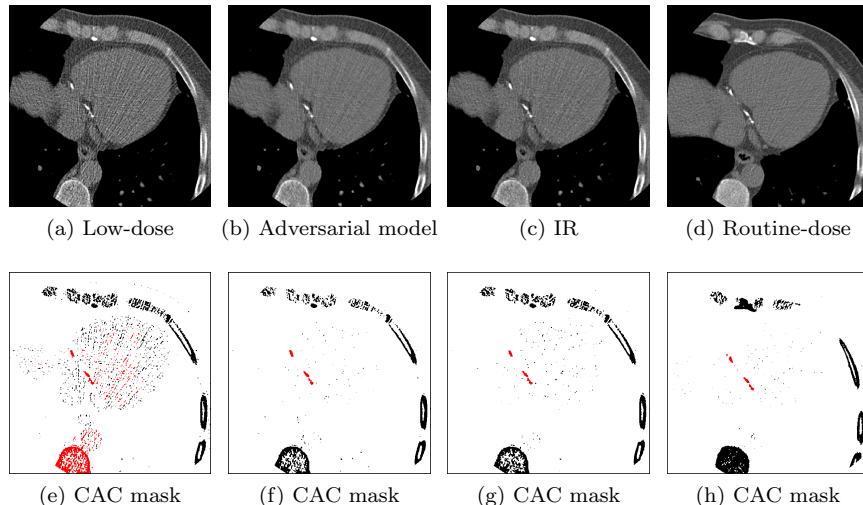 (a) Low-dose
(b) Adversarial model
(c) IR
(d) Routine-dose
(e) CAC mask
(f) CAC mask
(g) CAC mask
(h) CAC mask